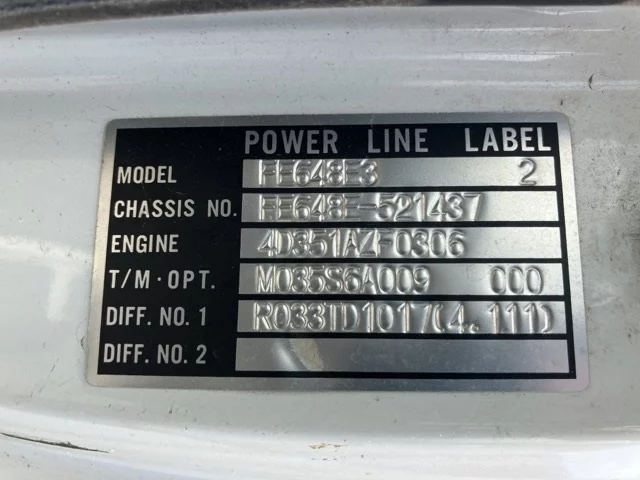 POWER LINE LABEL
MODEL FE648E3 2
CHASSIS NO. FE648E-521437
ENGINE 4D351AZF0306
T/M·OPT. M035S6A009 000
DIFF. NO. 1 R033TD1017(4.111)
DIFF. NO. 2